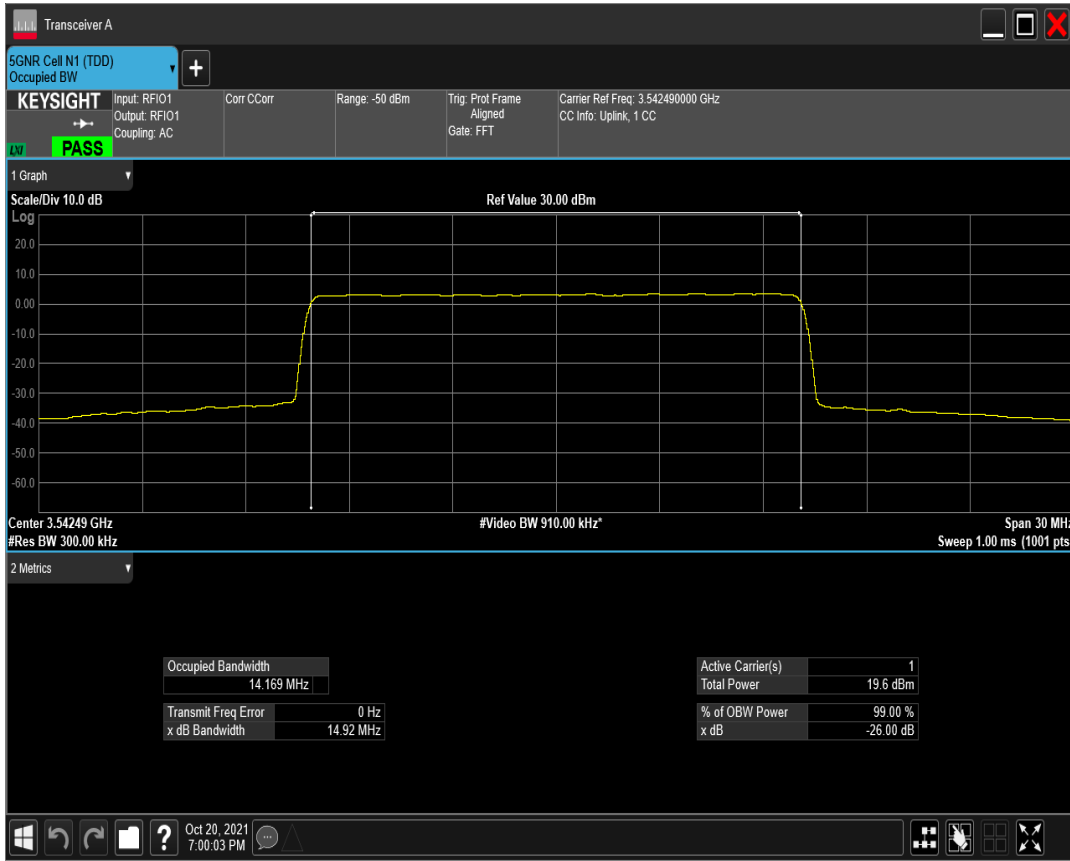 Transceiver A
5GNR Cell N1 (TDD)
Occupied BW
+
KEYSIGHT
LXI
PASS
Input: RFIO1
Output: RFIO1
Coupling: AC
Corr CCorr
Range: -50 dBm
Trig: Prot Frame
Aligned
Gate: FFT
Carrier Ref Freq: 3.542490000 GHz
CC Info: Uplink, 1 CC
1 Graph
Scale/Div 10.0 dB
Ref Value 30.00 dBm
Log
20.0
10.0
0.00
-10.0
-20.0
-30.0
-40.0
-50.0
-60.0
Center 3.54249 GHz
#Video BW 910.00 kHz*
Span 30 MHz
#Res BW 300.00 kHz
Sweep 1.00 ms (1001 pts
2 Metrics
Occupied Bandwidth
14.169 MHz
Transmit Freq Error 0 Hz
x dB Bandwidth 14.92 MHz
Active Carrier(s) 1
Total Power 19.6 dBm
% of OBW Power 99.00 %
x dB -26.00 dB
?
Oct 20, 2021
7:00:03 PM